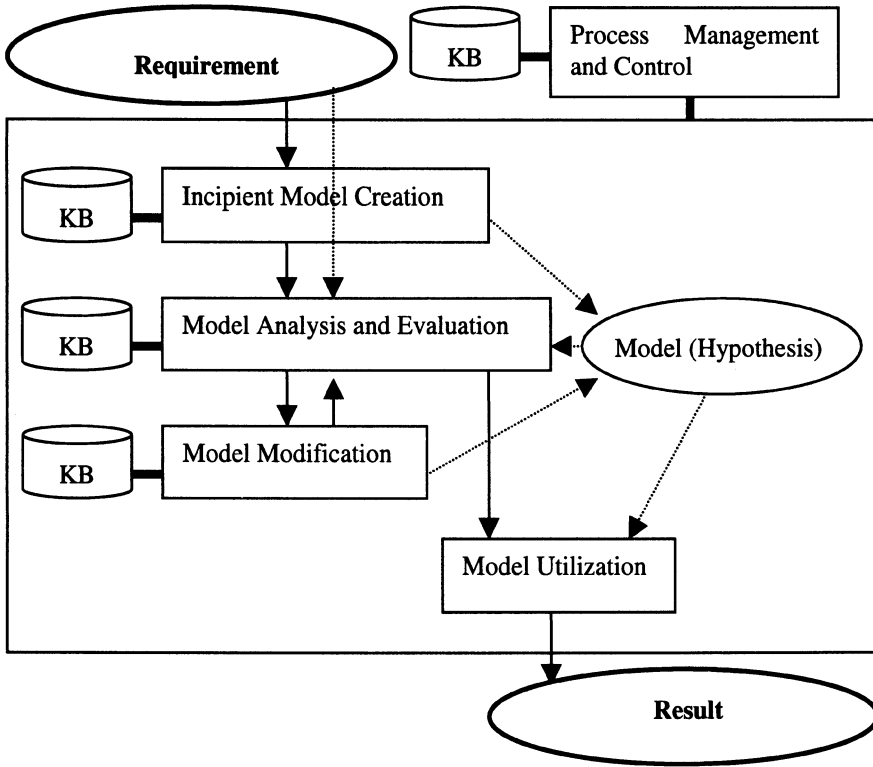 Requirement
KB
Process Management
and Control
KB
Incipient Model Creation
KB
Model Analysis and Evaluation
Model (Hypothesis)
KB
Model Modification
Model Utilization
Result